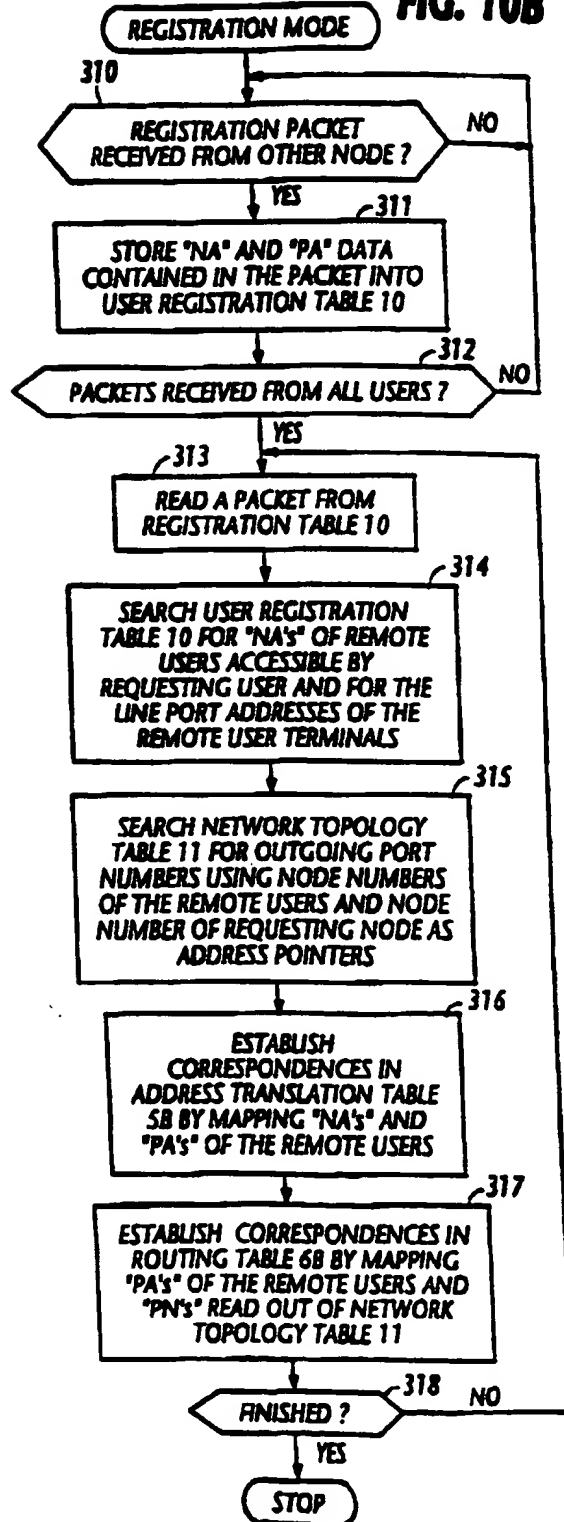 FIG. 10B
REGISTRATION MODE
310
REGISTRATION PACKET
RECEIVED FROM OTHER NODE ?
NO
YES
311
STORE "NA" AND "PA" DATA
CONTAINED IN THE PACKET INTO
USER REGISTRATION TABLE 10
312
PACKETS RECEIVED FROM ALL USERS ?
NO
YES
313
READ A PACKET FROM
REGISTRATION TABLE 10
314
SEARCH USER REGISTRATION
TABLE 10 FOR "NA's" OF REMOTE
USERS ACCESSIBLE BY
REQUESTING USER AND FOR THE
LINE PORT ADDRESSES OF THE
REMOTE USER TERMINALS
315
SEARCH NETWORK TOPOLOGY
TABLE 11 FOR OUTGOING PORT
NUMBERS USING NODE NUMBERS
OF THE REMOTE USERS AND NODE
NUMBER OF REQUESTING NODE AS
ADDRESS POINTERS
316
ESTABLISH
CORRESPONDENCES IN
ADDRESS TRANSLATION TABLE
5B BY MAPPING "NA's" AND
"PA's" OF THE REMOTE USERS
317
ESTABLISH CORRESPONDENCES IN
ROUTING TABLE 6B BY MAPPING
"PA's" OF THE REMOTE USERS AND
"PN's" READ OUT OF NETWORK
TOPOLOGY TABLE 11
318
FINISHED ?
NO
YES
STOP